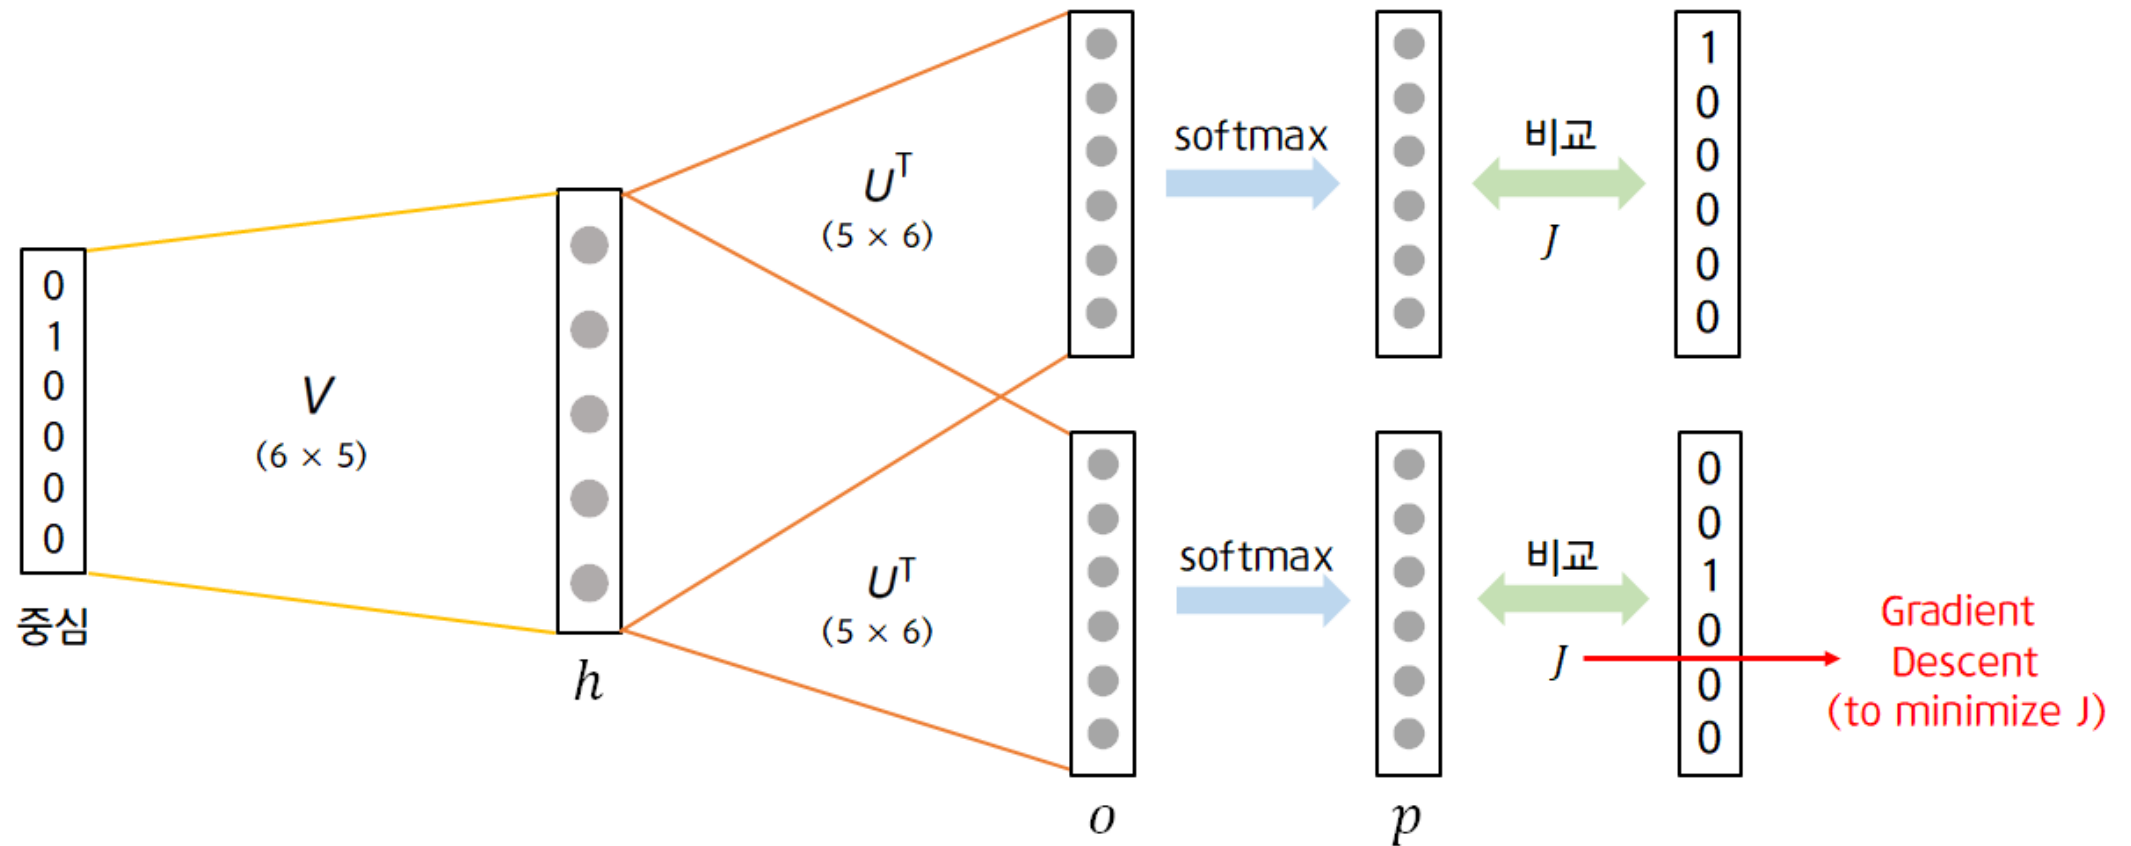 0
1
0
0
0
0
중심
V
(6 × 5)
h
U^T
(5 × 6)
U^T
(5 × 6)
o
softmax
softmax
p
비교
J
비교
J
1
0
0
0
0
0
0
0
1
0
0
0
Gradient
Descent
(to minimize J)